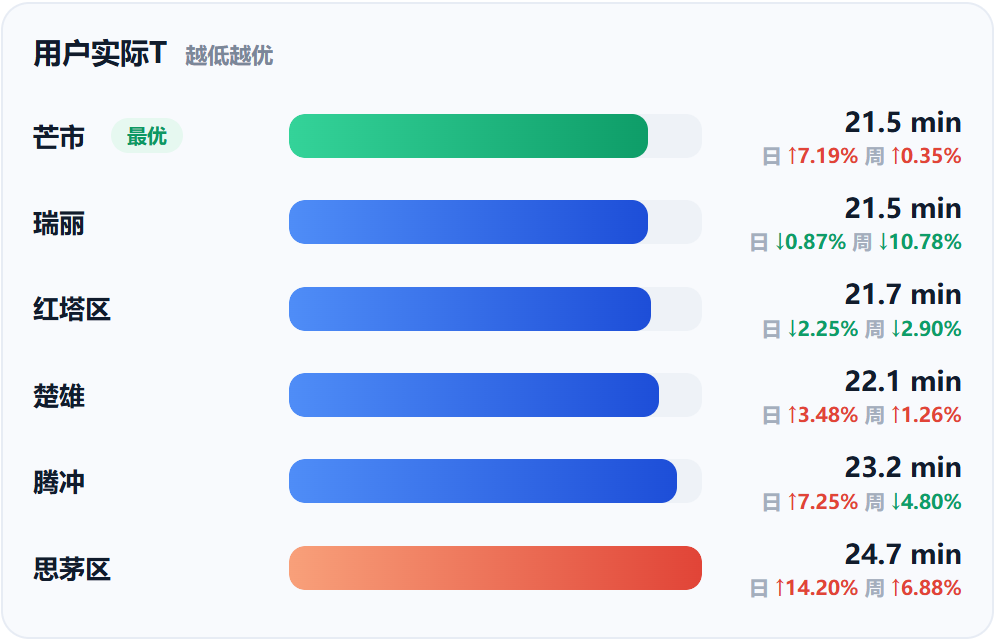 用户实际T 越低越优
芒市 最优 21.5 min
日 ↑7.19% 周 ↑0.35%
瑞丽 21.5 min
日 ↓0.87% 周 ↓10.78%
红塔区 21.7 min
日 ↓2.25% 周 ↓2.90%
楚雄 22.1 min
日 ↑3.48% 周 ↑1.26%
腾冲 23.2 min
日 ↑7.25% 周 ↓4.80%
思茅区 24.7 min
日 ↑14.20% 周 ↑6.88%